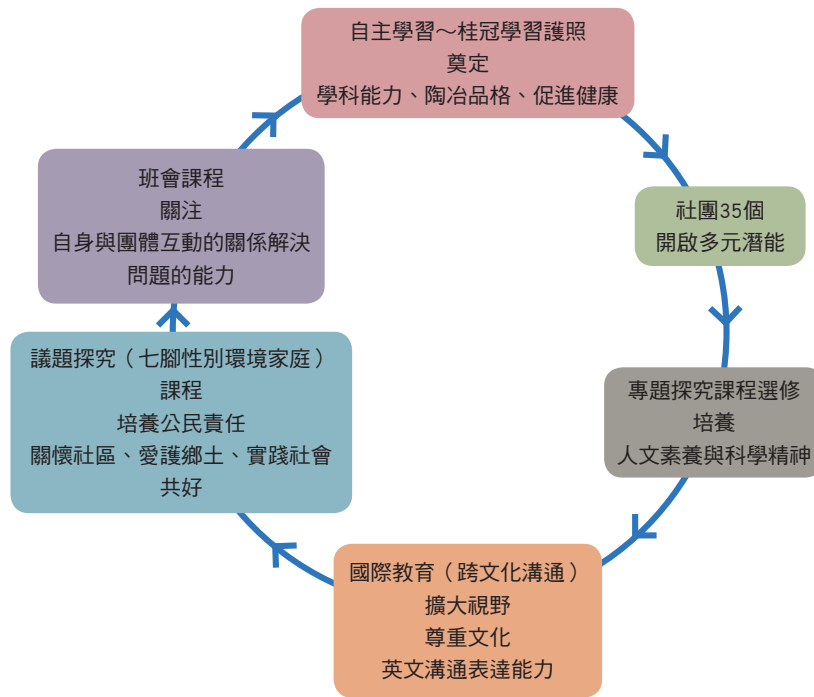 自主學習～桂冠學習護照
奠定
學科能力、陶冶品格、促進健康
社團35個
開啟多元潛能
專題探究課程選修
培養
人文素養與科學精神
國際教育（跨文化溝通）
擴大視野
尊重文化
英文溝通表達能力
議題探究（七腳性別環境家庭）
課程
培養公民責任
關懷社區、愛護鄉土、實踐社會
共好
班會課程
關注
自身與團體互動的關係解決
問題的能力